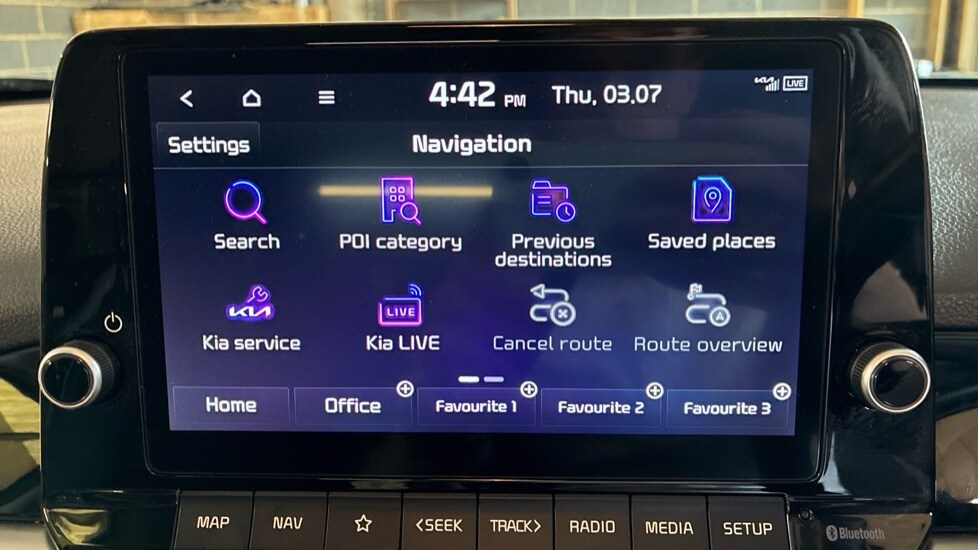 4:42 PM Thu, 03.07 KIA LIVE
Settings Navigation
Search POI category Previous Saved places
destinations
KIA LIVE
Kia service Kia LIVE Cancel route Route overview
A
Home Office Favourite 1 Favourite 2 Favourite 3
MAP NAV <SEEK TRACK> RADIO MEDIA SETUP
Bluetooth